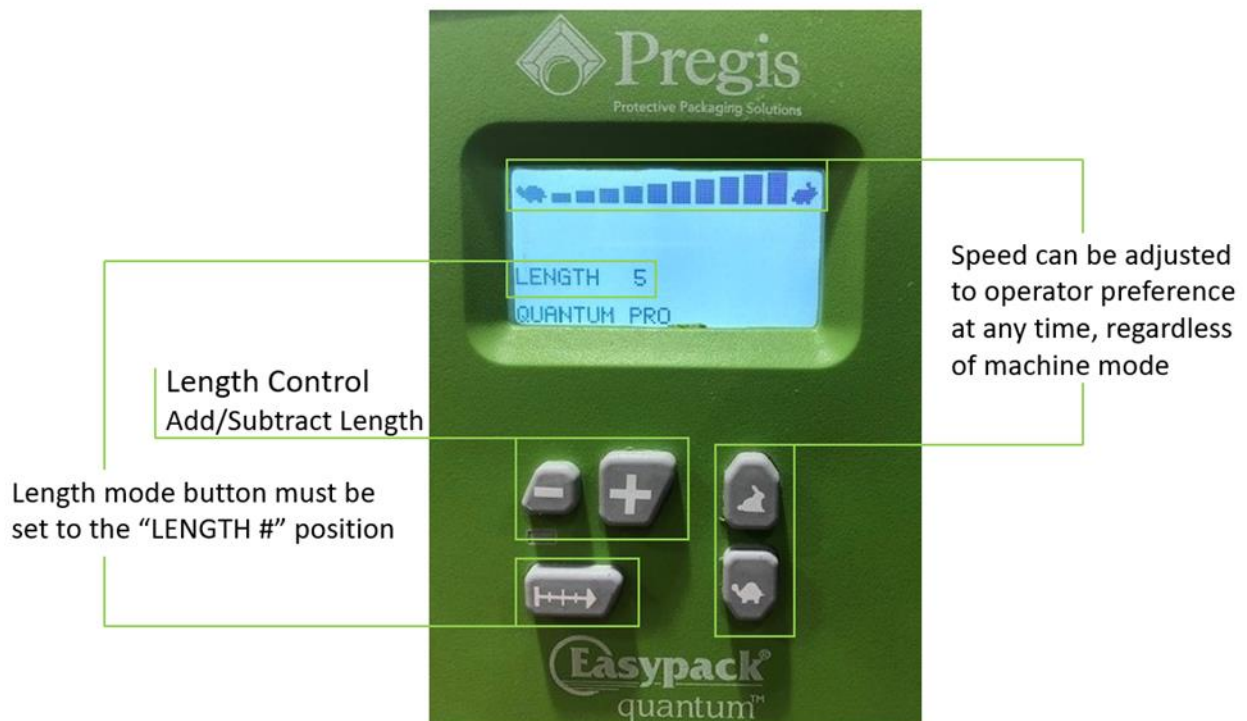 Pregis
Protective Packaging Solutions
LENGTH 5
QUANTUM PRO
Speed can be adjusted
to operator preference
at any time, regardless
of machine mode
Length Control
Add/Subtract Length
Length mode button must be
set to the “LENGTH #” position
Easypack®
quantum™